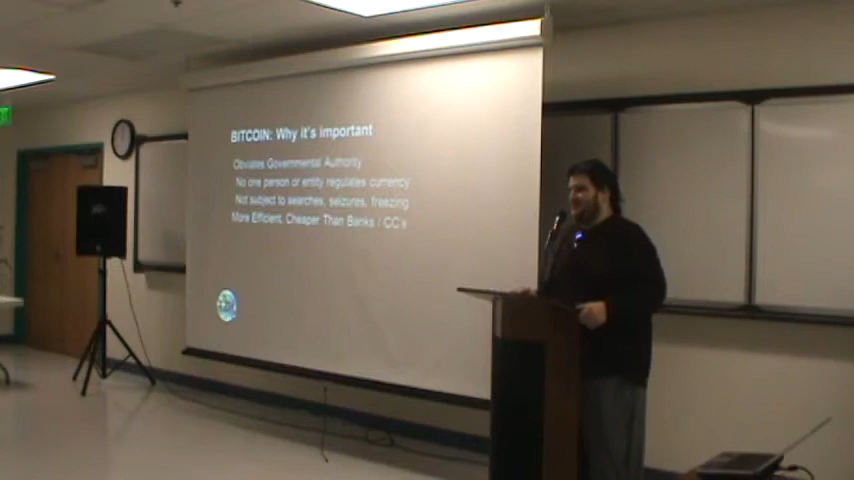 BITCOIN: Why it's important
Obviates Governmental Authority
No one person or entity regulates currency
Not subject to searches, seizures, freezing
More Efficient, Cheaper Than Banks / CC's